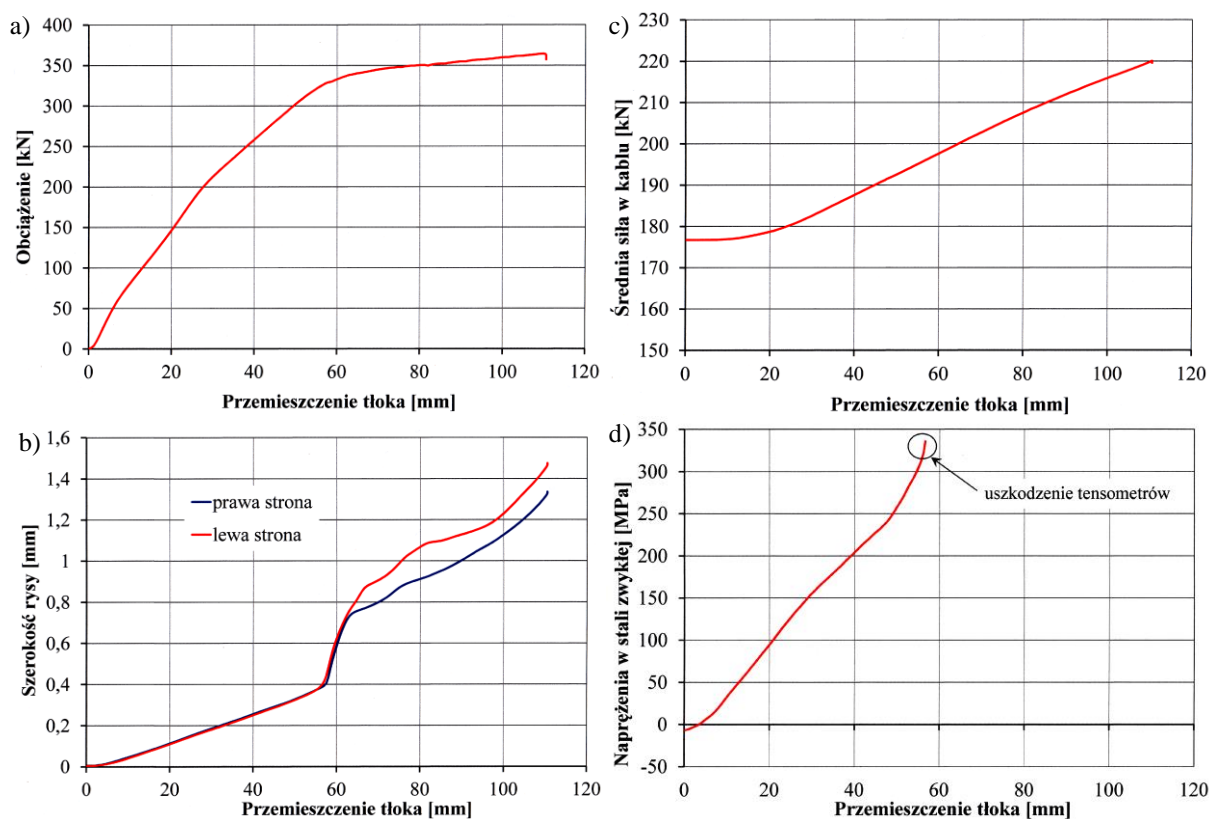 a)
400
350
300
250
200
150
100
50
0
0 20 40 60 80 100 120
Obciążenie [kN]
Przemieszczenie tłoka [mm]
c)
230
220
210
200
190
180
170
160
150
0 20 40 60 80 100 120
Średnia siła w kablu [kN]
Przemieszczenie tłoka [mm]
b)
1,6
1,4
1,2
1
0,8
0,6
0,4
0,2
0
0 20 40 60 80 100 120
prawa strona
lewa strona
Szerokość rysy [mm]
Przemieszczenie tłoka [mm]
d)
350
300
250
200
150
100
50
0
-50
0 20 40 60 80 100 120
uszkodzenie tensometrów
Naprężenia w stali zwykłej [MPa]
Przemieszczenie tłoka [mm]